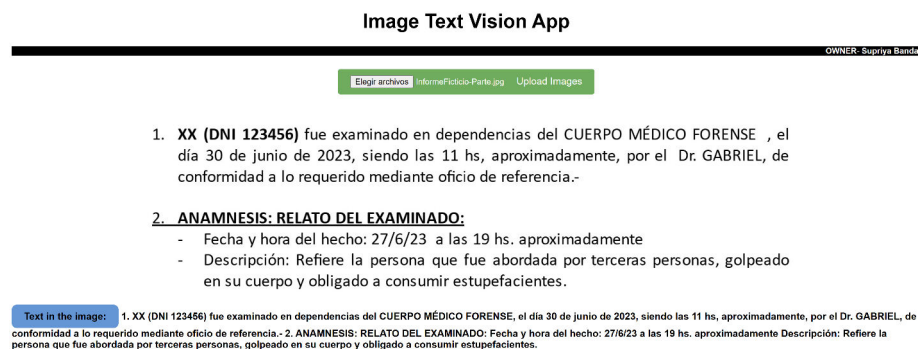 Image Text Vision App
OWNER- Supriya Banda
Elegir archivos InformeFicticio-Parte.jpg Upload Images
1. XX (DNI 123456) fue examinado en dependencias del CUERPO MÉDICO FORENSE , el
día 30 de junio de 2023, siendo las 11 hs, aproximadamente, por el Dr. GABRIEL, de
conformidad a lo requerido mediante oficio de referencia.-
2. ANAMNESIS: RELATO DEL EXAMINADO:
- Fecha y hora del hecho: 27/6/23 a las 19 hs. aproximadamente
- Descripción: Refiere la persona que fue abordada por terceras personas, golpeado
en su cuerpo y obligado a consumir estupefacientes.
Text in the image: 1. XX (DNI 123456) fue examinado en dependencias del CUERPO MÉDICO FORENSE, el día 30 de junio de 2023, siendo las 11 hs, aproximadamente, por el Dr. GABRIEL, de
conformidad a lo requerido mediante oficio de referencia.- 2. ANAMNESIS: RELATO DEL EXAMINADO: Fecha y hora del hecho: 27/6/23 a las 19 hs. aproximadamente Descripción: Refiere la
persona que fue abordada por terceras personas, golpeado en su cuerpo y obligado a consumir estupefacientes.